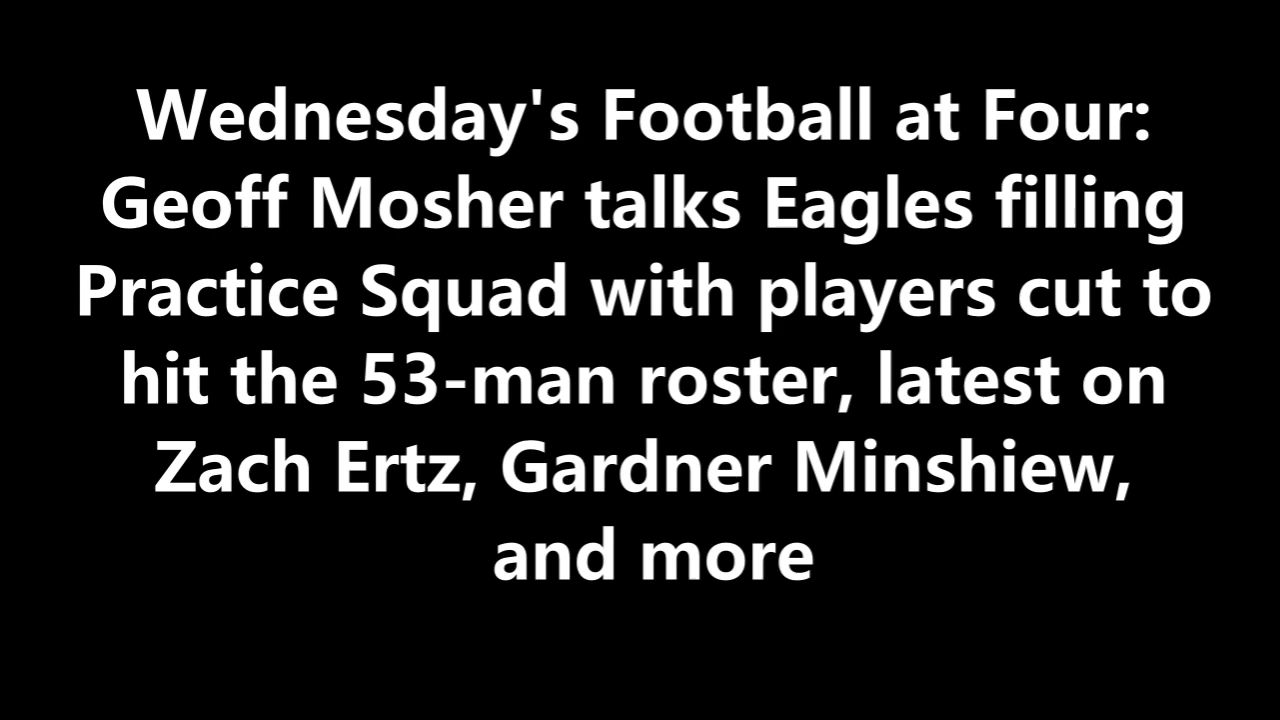 Wednesday's Football at Four:
Geoff Mosher talks Eagles filling
Practice Squad with players cut to
hit the 53-man roster, latest on
Zach Ertz, Gardner Minshiew,
and more